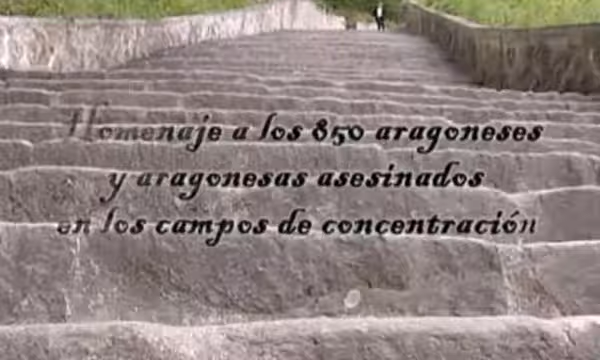 Homenaje a los 850 aragoneses
y aragonesas asesinados
en los campos de concentración